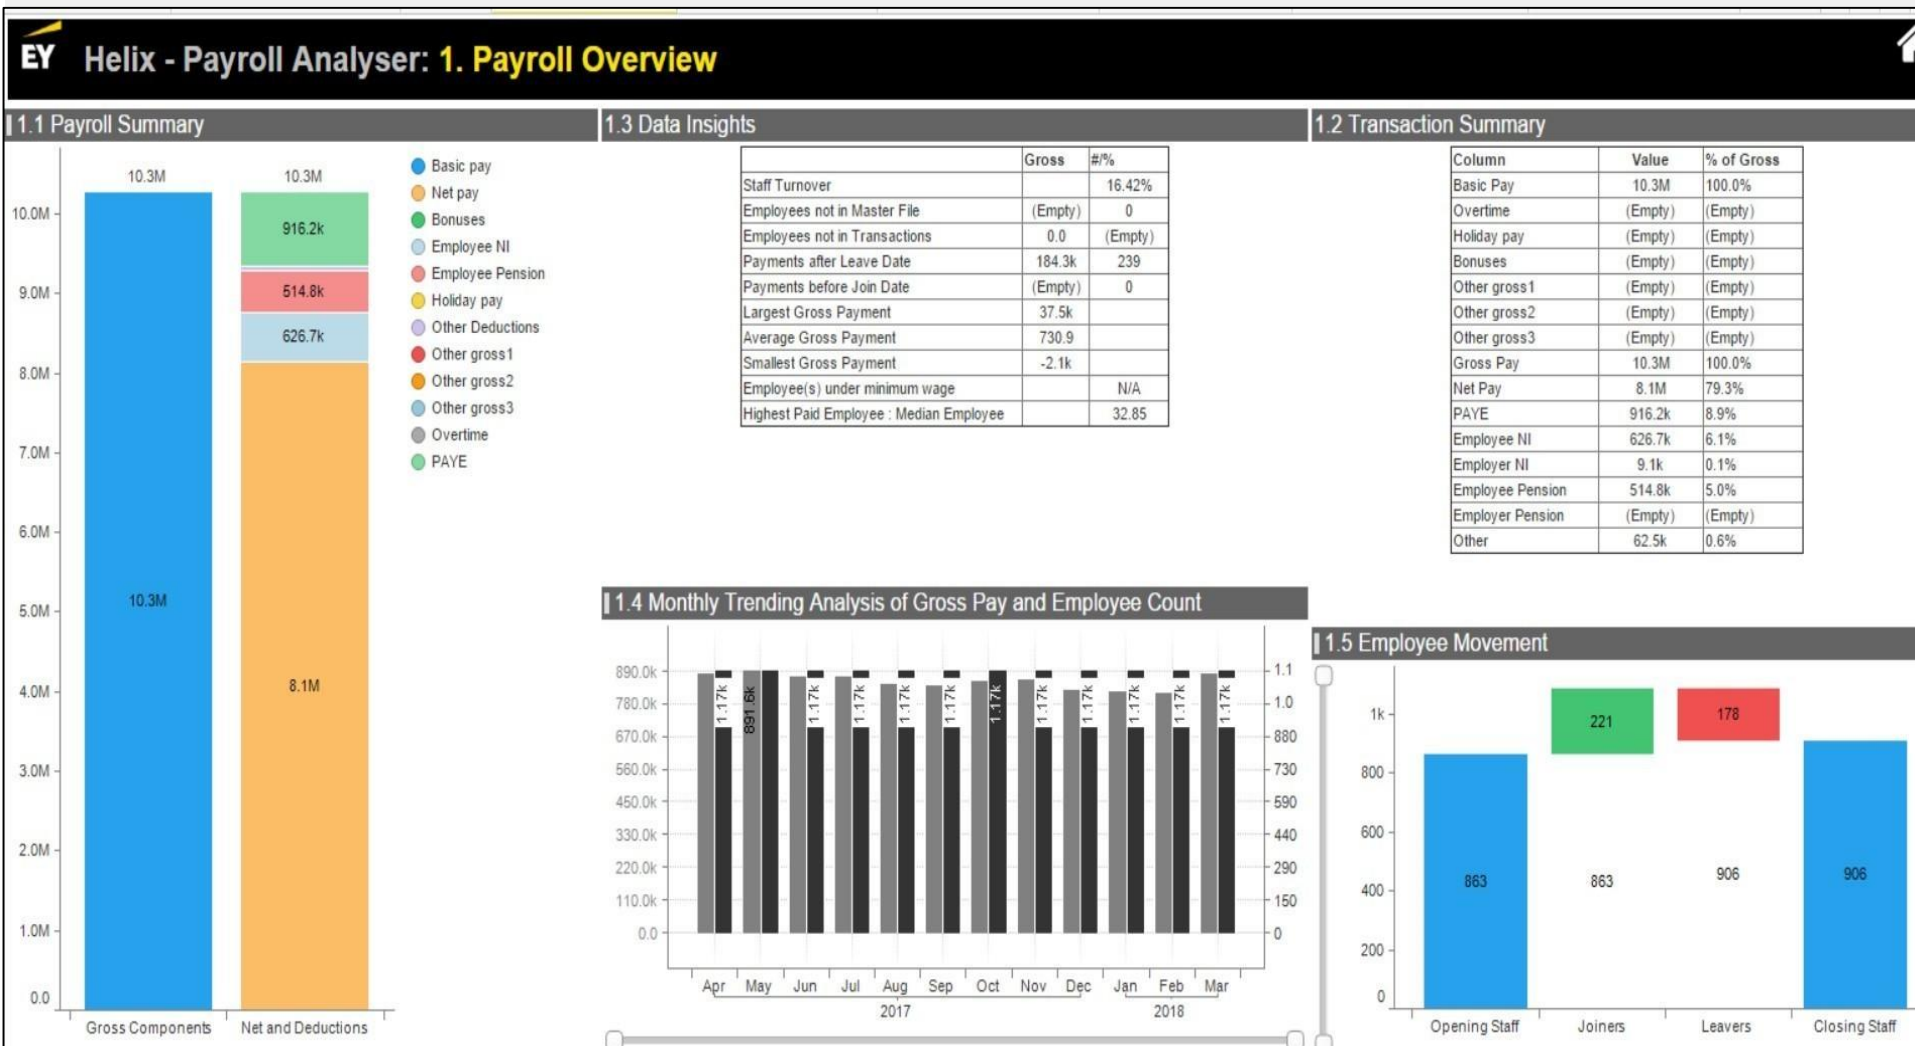 EY Helix - Payroll Analyser: 1. Payroll Overview
1.1 Payroll Summary
10.3M 10.3M
10.0M
9.0M
8.0M
7.0M
6.0M
5.0M
4.0M
3.0M
2.0M
1.0M
0.0
10.3M
916.2k
514.8k
626.7k
8.1M
Gross Components Net and Deductions
Basic pay
Net pay
Bonuses
Employee NI
Employee Pension
Holiday pay
Other Deductions
Other gross1
Other gross2
Other gross3
Overtime
PAYE
1.3 Data Insights
Gross #/%
Staff Turnover 16.42%
Employees not in Master File (Empty) 0
Employees not in Transactions 0.0 (Empty)
Payments after Leave Date 184.3k 239
Payments before Join Date (Empty) 0
Largest Gross Payment 37.5k
Average Gross Payment 730.9
Smallest Gross Payment -2.1k
Employee(s) under minimum wage N/A
Highest Paid Employee : Median Employee 32.85
1.2 Transaction Summary
Column Value % of Gross
Basic Pay 10.3M 100.0%
Overtime (Empty) (Empty)
Holiday pay (Empty) (Empty)
Bonuses (Empty) (Empty)
Other gross1 (Empty) (Empty)
Other gross2 (Empty) (Empty)
Other gross3 (Empty) (Empty)
Gross Pay 10.3M 100.0%
Net Pay 8.1M 79.3%
PAYE 916.2k 8.9%
Employee NI 626.7k 6.1%
Employer NI 9.1k 0.1%
Employee Pension 514.8k 5.0%
Employer Pension (Empty) (Empty)
Other 62.5k 0.6%
1.4 Monthly Trending Analysis of Gross Pay and Employee Count
890.0k 1.1
780.0k 1.0
670.0k 880
560.0k 730
450.0k 590
330.0k 440
220.0k 290
110.0k 150
0.0 0
1.17k 891.6k 1.17k 1.17k 1.17k 1.17k 1.17k 1.17k 1.17k 1.17k 1.17k 1.17k
Apr May Jun Jul Aug Sep Oct Nov Dec Jan Feb Mar
2017 2018
1.5 Employee Movement
1k
800
600
400
200
0
221 178
863 863 906 906
Opening Staff Joiners Leavers Closing Staff